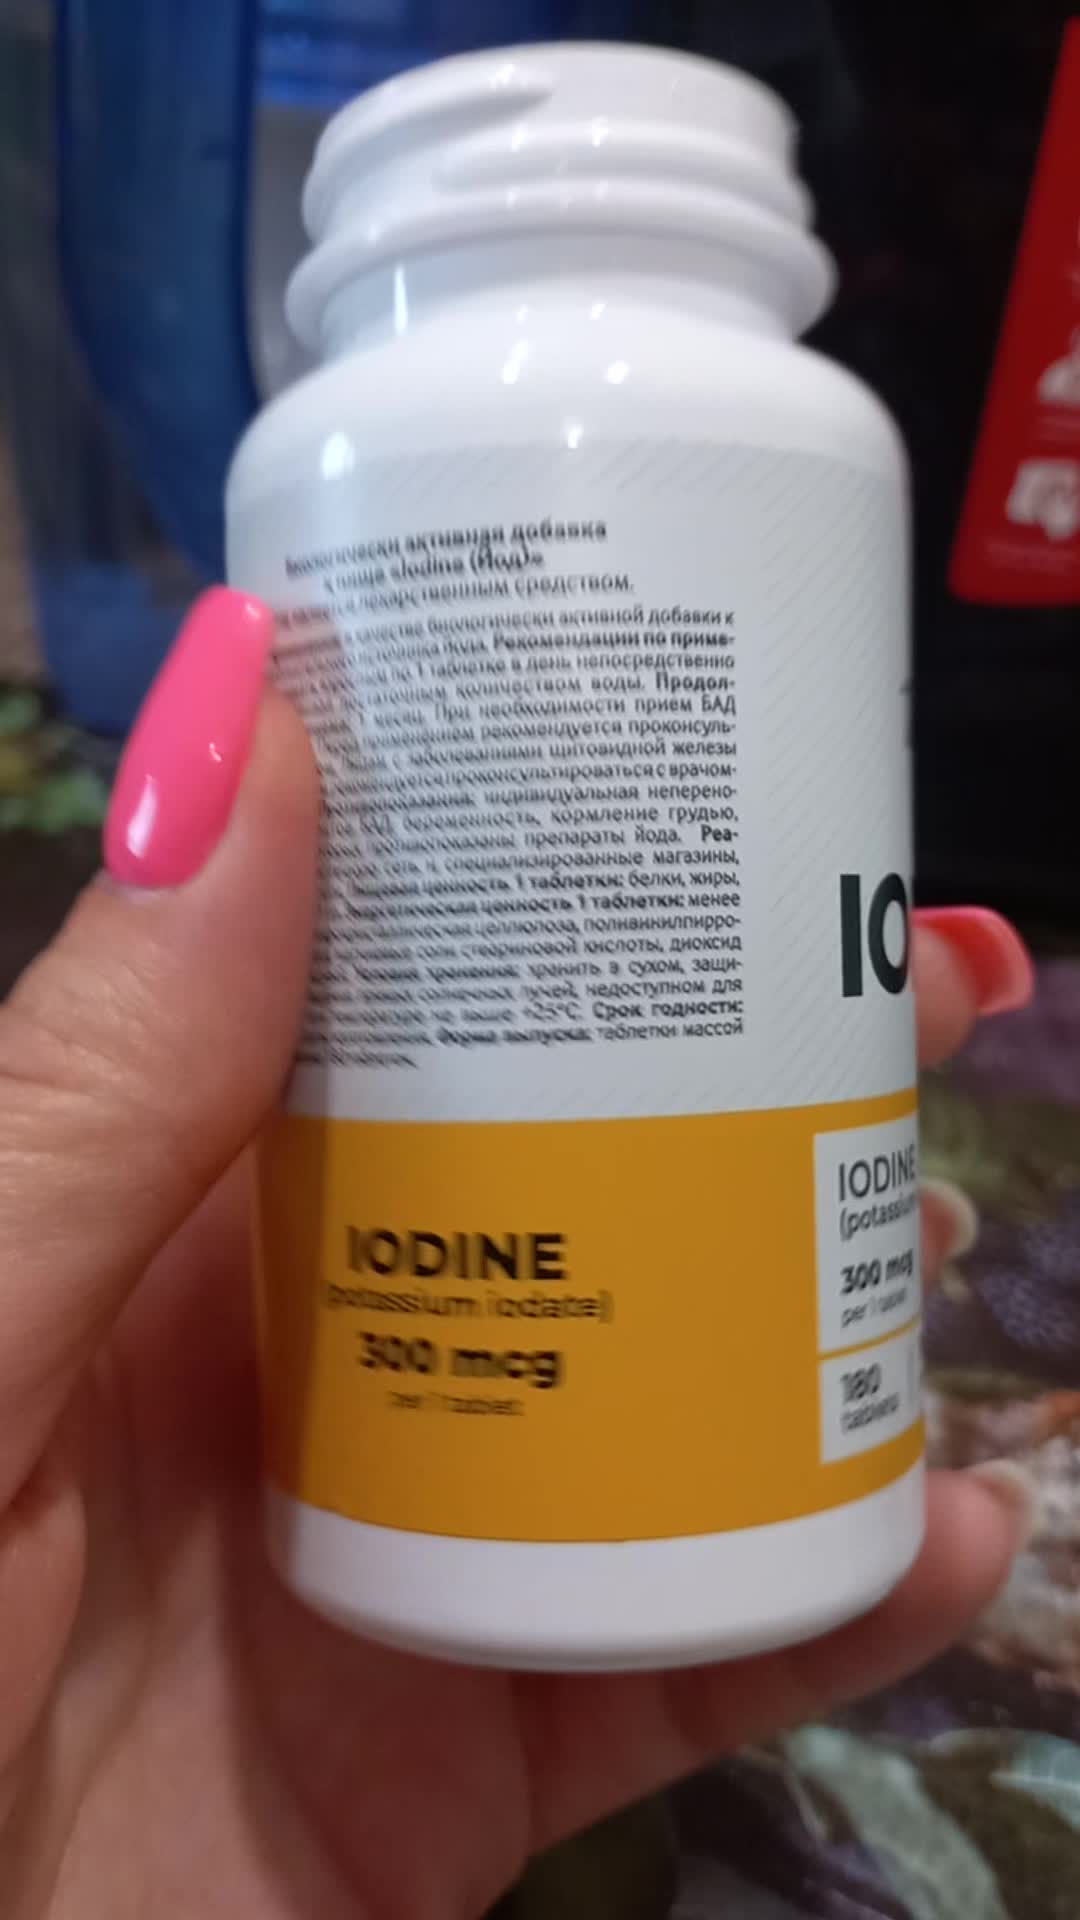 Биологически активная добавка
к пище «Iodine (Йод)»
лекарственным средством.
в качестве биологически активной добавки к
йода. Рекомендации по приме-
по 1 таблетке в день непосредственно
количеством воды. Продол-
1 месяц. При необходимости прием БАД
применением рекомендуется проконсуль-
с заболеваниями щитовидной железы
проконсультироваться с врачом-
индивидуальная неперено-
БАД, беременность, кормление грудью,
противопоказаны препараты йода. Реа-
сеть и специализированные магазины,
Пищевая ценность 1 таблетки: белки, жиры,
Энергетическая ценность 1 таблетки: менее
целлюлоза, поливинилпирро-
соли стеариновой кислоты, диоксид
Условия хранения: хранить в сухом, защи-
солнечных лучей, недоступном для
не выше +25°C. Срок годности:
Форма выпуска: таблетки массой
IODINE
(potassium iodate)
300 mcg
per 1 tablet
IO
IODINE
(potassium
300 mcg
per 1 tablet
180
tablets